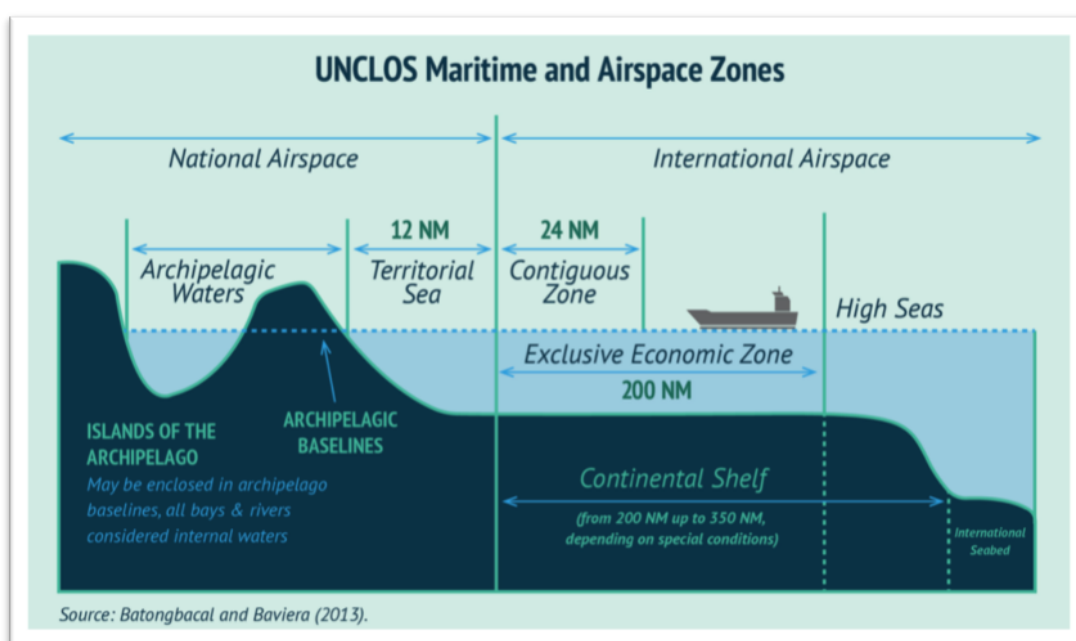 UNCLOS Maritime and Airspace Zones
National Airspace
International Airspace
12 NM
24 NM
Archipelagic
Waters
Territorial
Sea
Contiguous
Zone
High Seas
Exclusive Economic Zone
200 NM
ARCHIPELAGIC
BASELINES
ISLANDS OF THE
ARCHIPELAGO
May be enclosed in archipelago
baselines, all bays & rivers
considered internal waters
Continental Shelf
(from 200 NM up to 350 NM,
depending on special conditions)
International
Seabed
Source: Batongbacal and Baviera (2013).